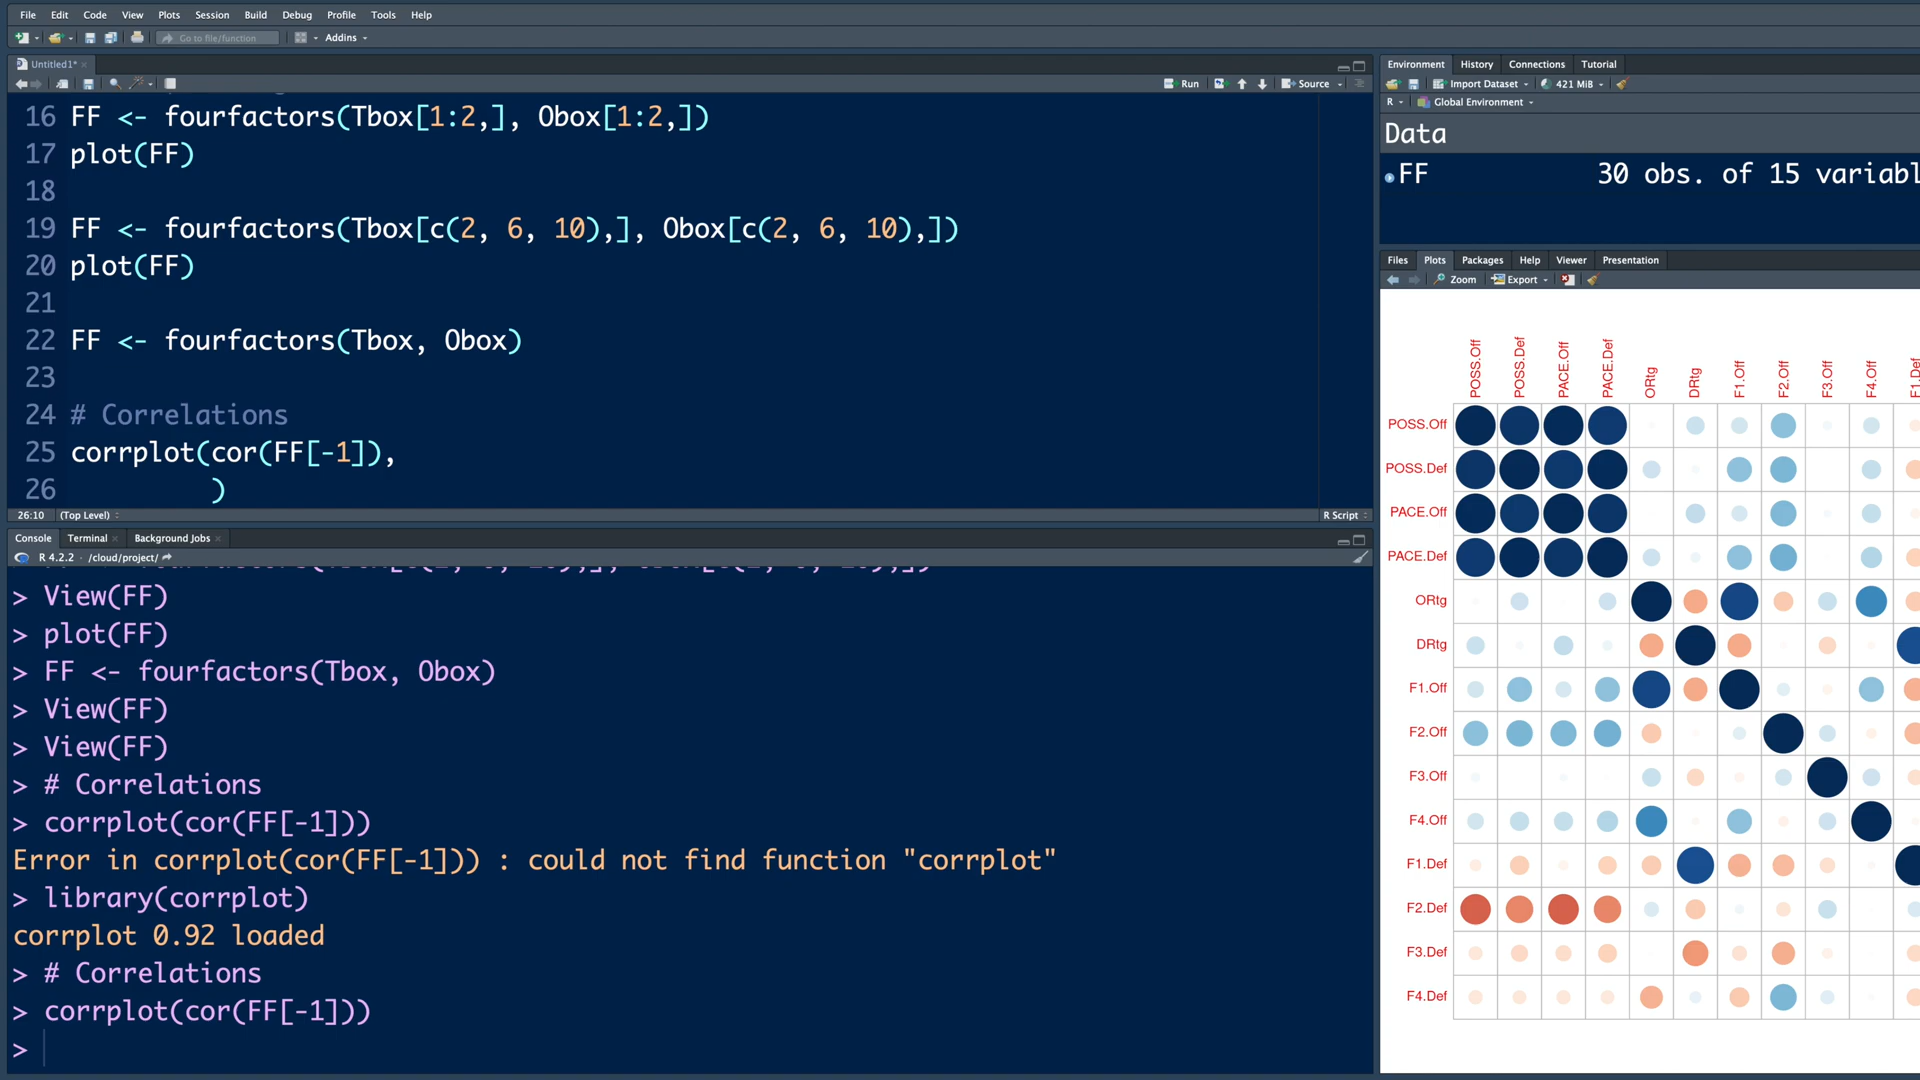 File Edit Code View Plots Session Build Debug Profile Tools Help
Go to file/function Addins
Untitled1*
Run Source
16 FF <- fourfactors(Tbox[1:2,], Obox[1:2,])
17 plot(FF)
18
19 FF <- fourfactors(Tbox[c(2, 6, 10),], Obox[c(2, 6, 10),])
20 plot(FF)
21
22 FF <- fourfactors(Tbox, Obox)
23
24 # Correlations
25 corrplot(cor(FF[-1]),
26 )
26:10 (Top Level) R Script
Console Terminal Background Jobs
R 4.2.2 · /cloud/project/
> View(FF)
> plot(FF)
> FF <- fourfactors(Tbox, Obox)
> View(FF)
> View(FF)
> # Correlations
> corrplot(cor(FF[-1]))
Error in corrplot(cor(FF[-1])) : could not find function "corrplot"
> library(corrplot)
corrplot 0.92 loaded
> # Correlations
> corrplot(cor(FF[-1]))
>
Environment History Connections Tutorial
Import Dataset 421 MiB
R Global Environment
Data
FF 30 obs. of 15 variabl
Files Plots Packages Help Viewer Presentation
Zoom Export
POSS.Off POSS.Def PACE.Off PACE.Def ORtg DRtg F1.Off F2.Off F3.Off F4.Off F1.Def
POSS.Off
POSS.Def
PACE.Off
PACE.Def
ORtg
DRtg
F1.Off
F2.Off
F3.Off
F4.Off
F1.Def
F2.Def
F3.Def
F4.Def